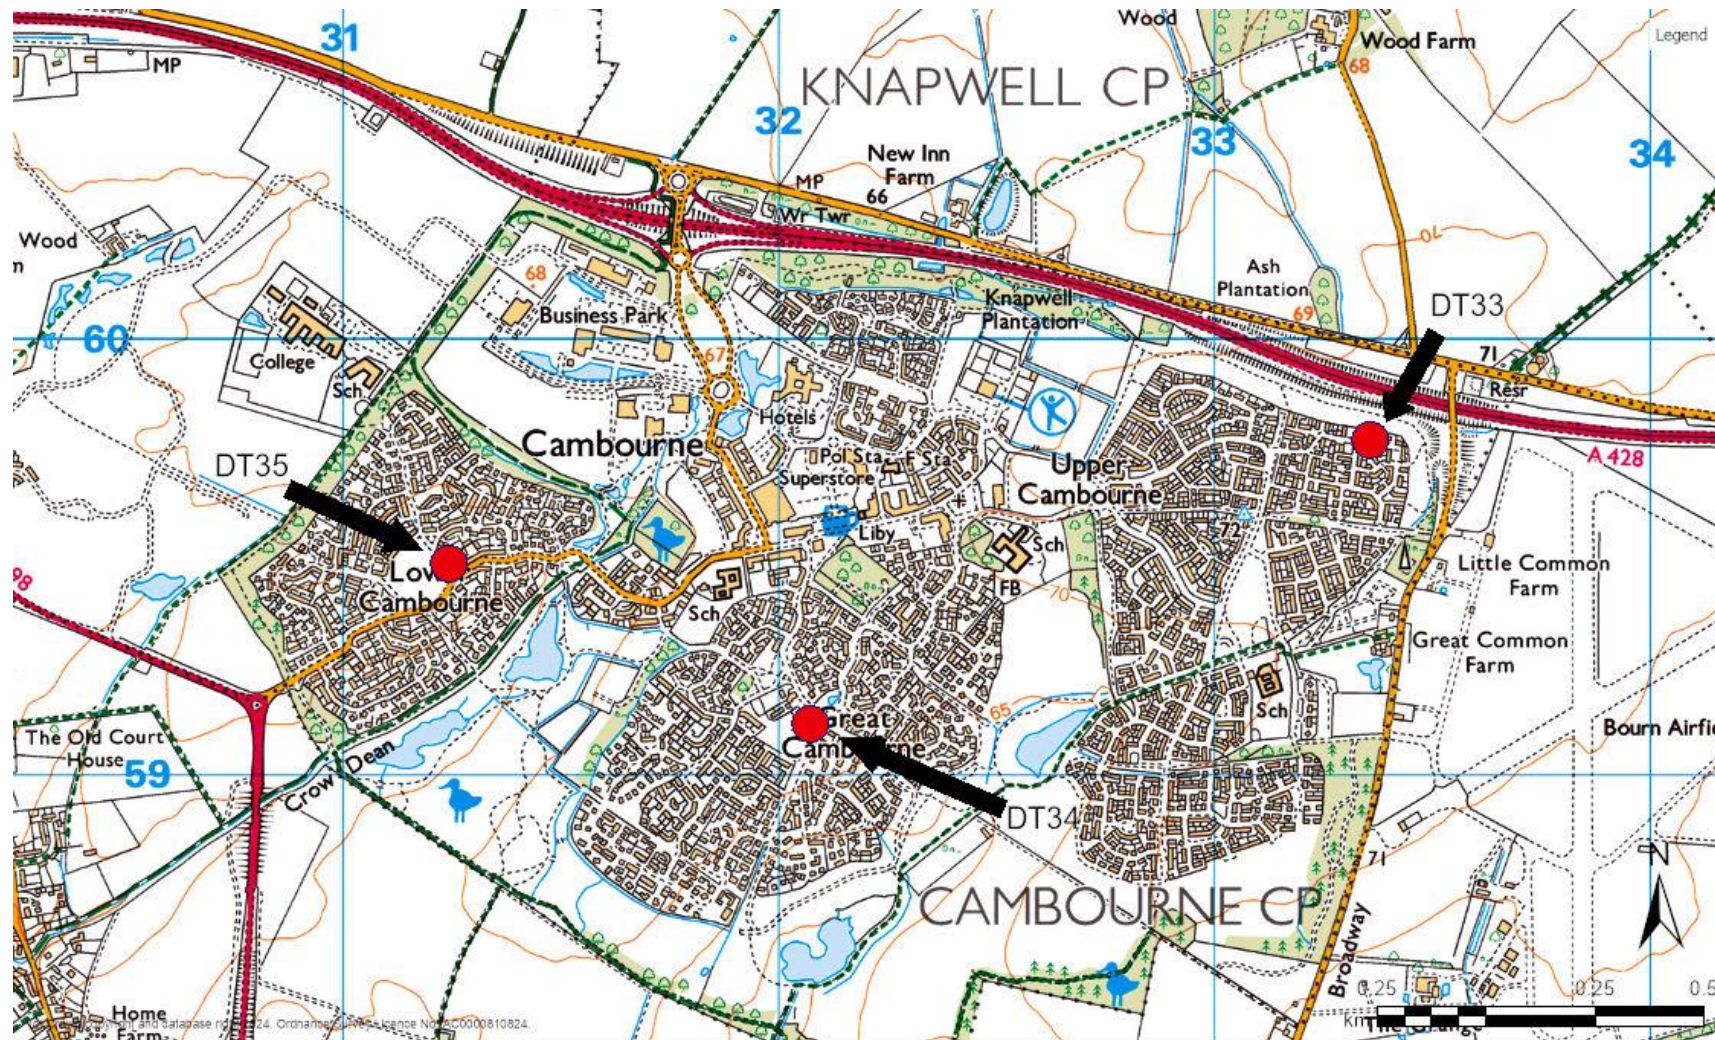 31
Wood
Wood Farm
Legend
MP
KNAPWELL CP
68
32
33
34
New Inn
Farm
MP
66
Wr Twr
Wood
70
68
Ash
Plantation
Knapwell
Plantation
DT33
Business Park
69
60
College
Sch
67
71
Resr
Hotels
Cambourne
Pol Sta
F Sta
Superstore
Upper
Cambourne
A 428
DT35
72
Liby
Sch
FB
Little Common
Farm
98
Cambourne
Sch
70
Great Common
Farm
65
Sch
Great
The Old Court
House
59
Crow Dean
DT34
71
N
CAMBOURNE CP
Broadway
Home
Farm
0.25
0.25
0.5
km